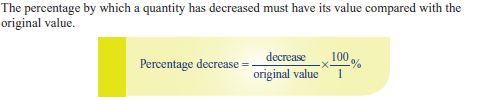 The percentage by which a quantity has decreased must have its value compared with the
original value.
Percentage decrease = decrease / original value × 100 / 1 %